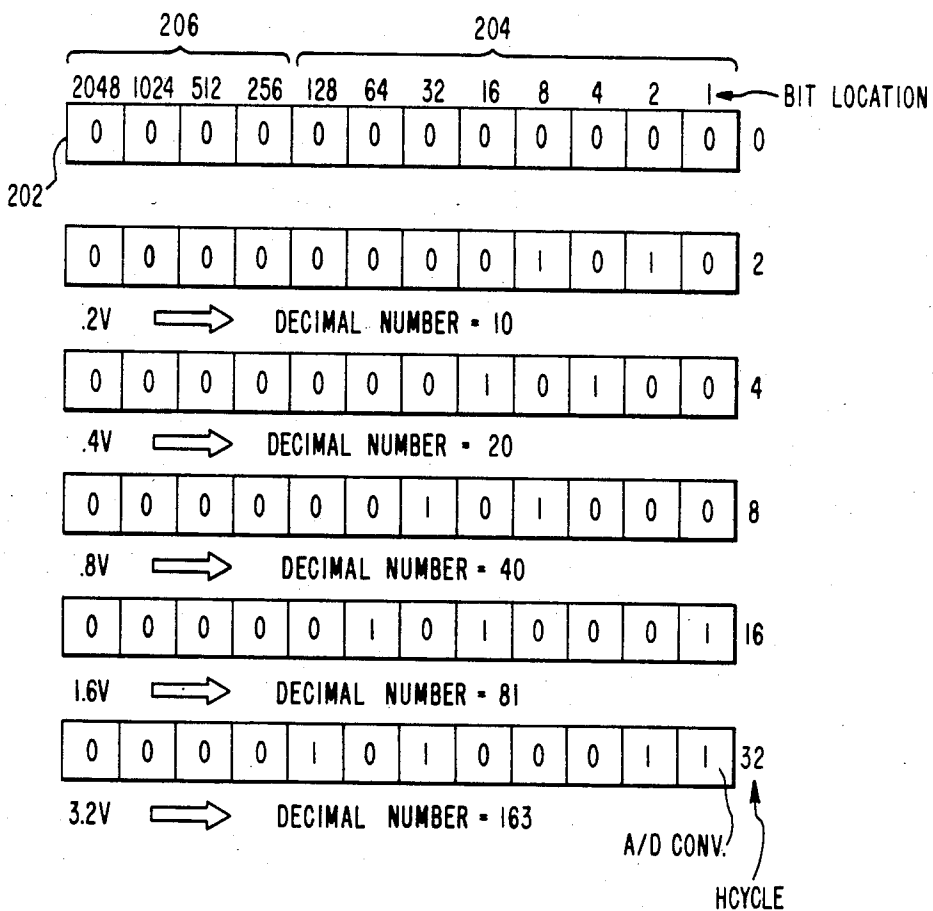 206 204
2048 1024 512 256 128 64 32 16 8 4 2 1 BIT LOCATION
0 0 0 0 0 0 0 0 0 0 0 0 0
202
0 0 0 0 0 0 0 0 1 0 1 0 2
.2V DECIMAL NUMBER = 10
0 0 0 0 0 0 0 1 0 1 0 0 4
.4V DECIMAL NUMBER = 20
0 0 0 0 0 0 1 0 1 0 0 0 8
.8V DECIMAL NUMBER = 40
0 0 0 0 0 1 0 1 0 0 0 1 16
1.6V DECIMAL NUMBER = 81
0 0 0 0 1 0 1 0 0 0 1 1 32
3.2V DECIMAL NUMBER = 163
A/D CONV.
HCYCLE